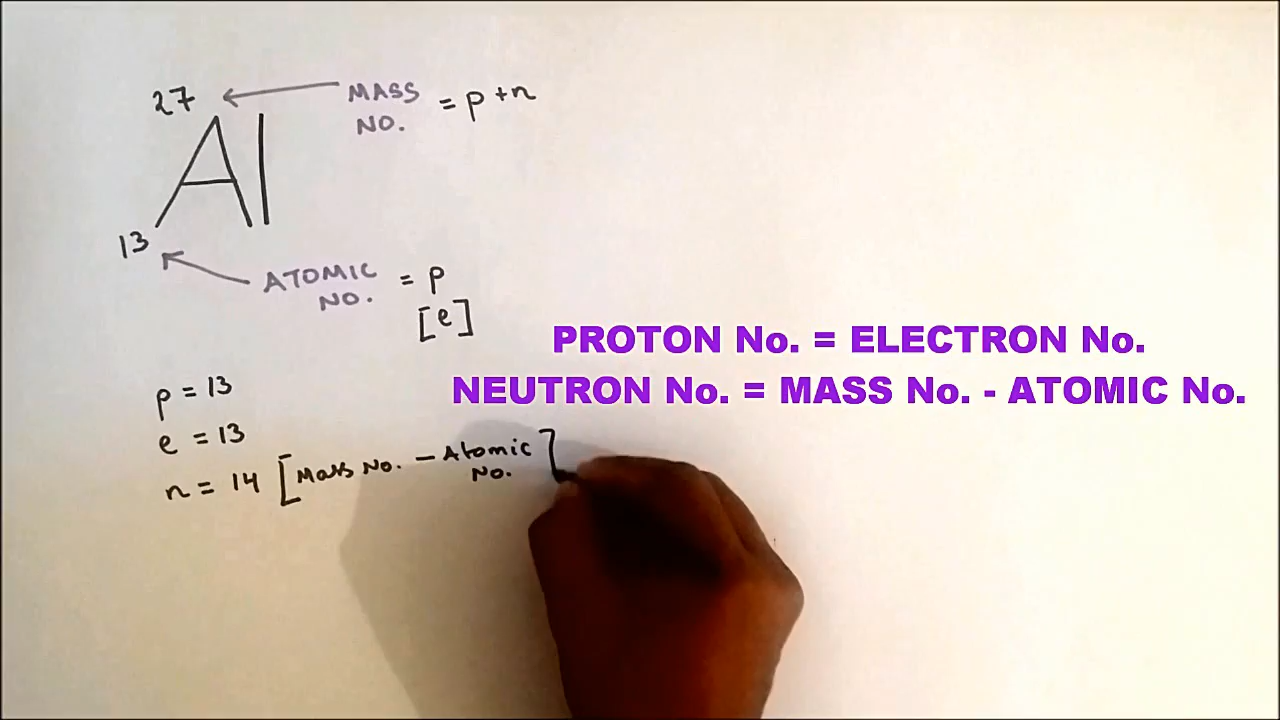 27
MASS = p+n
NO.
Al
13
ATOMIC = p
NO.
[e]
PROTON No. = ELECTRON No.
NEUTRON No. = MASS No. - ATOMIC No.
p = 13
e = 13
n = 14 [Mass No. - Atomic No.]